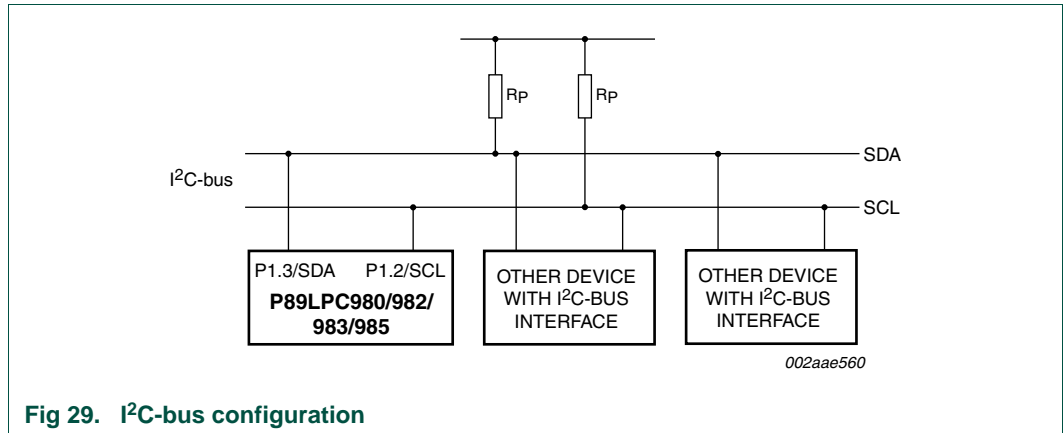 RP RP
SDA
I2C-bus
SCL
P1.3/SDA P1.2/SCL
P89LPC980/982/
983/985
OTHER DEVICE
WITH I2C-BUS
INTERFACE
OTHER DEVICE
WITH I2C-BUS
INTERFACE
002aae560
Fig 29. I2C-bus configuration